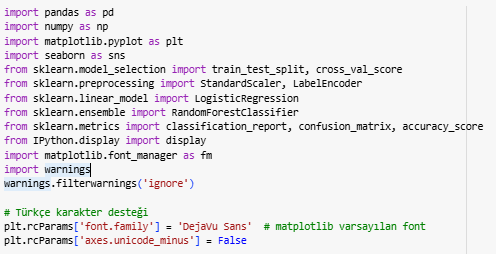 import pandas as pd
import numpy as np
import matplotlib.pyplot as plt
import seaborn as sns
from sklearn.model_selection import train_test_split, cross_val_score
from sklearn.preprocessing import StandardScaler, LabelEncoder
from sklearn.linear_model import LogisticRegression
from sklearn.ensemble import RandomForestClassifier
from sklearn.metrics import classification_report, confusion_matrix, accuracy_score
from IPython.display import display
import matplotlib.font_manager as fm
import warnings
warnings.filterwarnings('ignore')
# Türkçe karakter desteği
plt.rcParams['font.family'] = 'DejaVu Sans'  # matplotlib varsayılan font
plt.rcParams['axes.unicode_minus'] = False